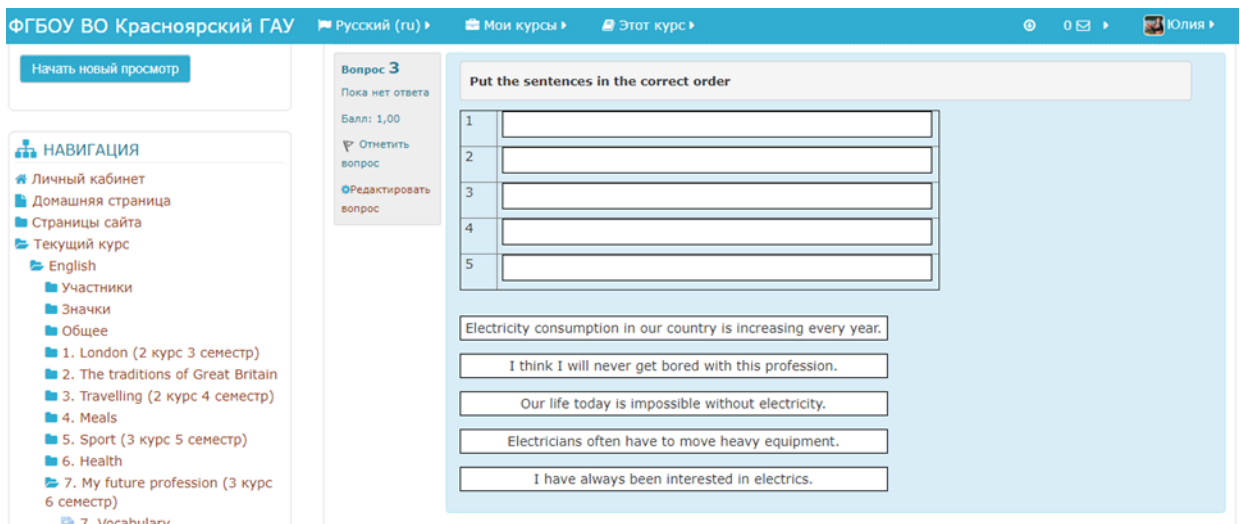 ФГБОУ ВО Красноярский ГАУ Русский (ru) Мои курсы Этот курс 0 Юлия
Начать новый просмотр
НАВИГАЦИЯ
Личный кабинет
Домашняя страница
Страницы сайта
Текущий курс
English
Участники
Значки
Общее
1. London (2 курс 3 семестр)
2. The traditions of Great Britain
3. Travelling (2 курс 4 семестр)
4. Meals
5. Sport (3 курс 5 семестр)
6. Health
7. My future profession (3 курс
6 семестр)
7. Vocabulary
Вопрос 3
Пока нет ответа
Балл: 1,00
Отметить
вопрос
Редактировать
вопрос
Put the sentences in the correct order
1
2
3
4
5
Electricity consumption in our country is increasing every year.
I think I will never get bored with this profession.
Our life today is impossible without electricity.
Electricians often have to move heavy equipment.
I have always been interested in electrics.